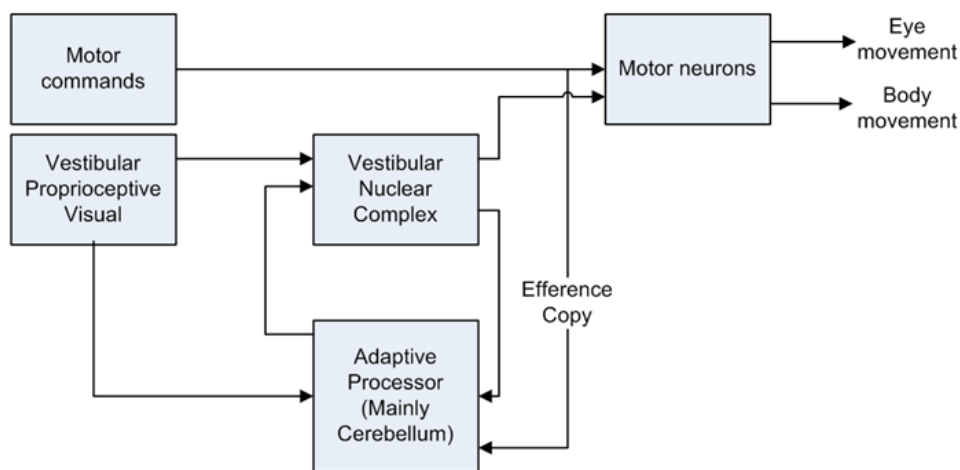 Motor
commands
Motor neurons
Eye
movement
Body
movement
Vestibular
Proprioceptive
Visual
Vestibular
Nuclear
Complex
Efference
Copy
Adaptive
Processor
(Mainly
Cerebellum)